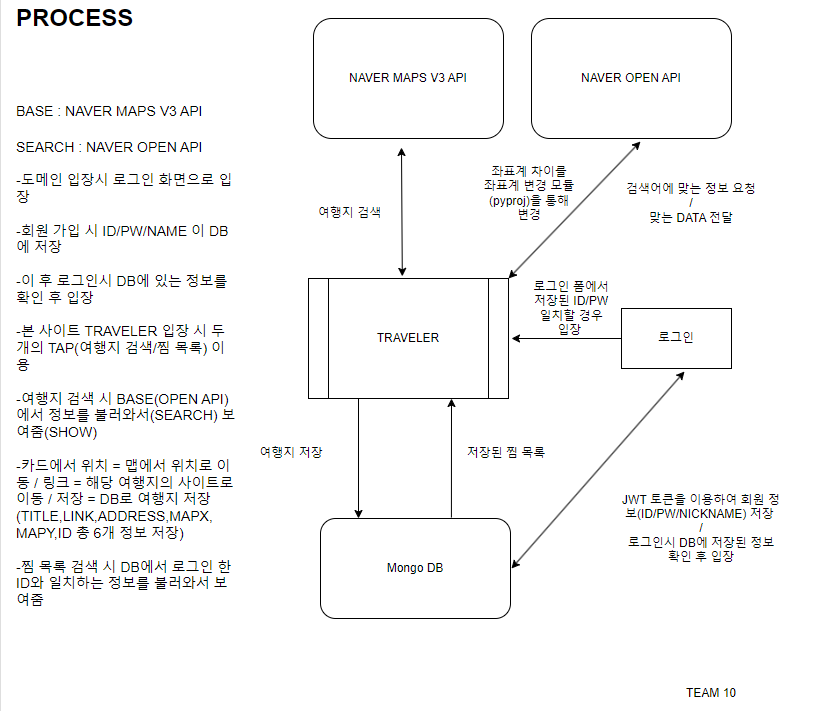 PROCESS
BASE : NAVER MAPS V3 API
SEARCH : NAVER OPEN API
-도메인 입장시 로그인 화면으로 입
장
-회원 가입 시 ID/PW/NAME 이 DB
에 저장
-이 후 로그인시 DB에 있는 정보를
확인 후 입장
-본 사이트 TRAVELER 입장 시 두
개의 TAP(여행지 검색/찜 목록) 이
용
-여행지 검색 시 BASE(OPEN API)
에서 정보를 불러와서(SEARCH) 보
여줌(SHOW)
-카드에서 위치 = 맵에서 위치로 이
동 / 링크 = 해당 여행지의 사이트로
이동 / 저장 = DB로 여행지 저장
(TITLE,LINK,ADDRESS,MAPX,
MAPY,ID 총 6개 정보 저장)
-찜 목록 검색 시 DB에서 로그인 한
ID와 일치하는 정보를 불러와서 보
여줌
NAVER MAPS V3 API
NAVER OPEN API
여행지 검색
좌표계 차이를
좌표계 변경 모듈
(pyproj)을 통해
변경
검색어에 맞는 정보 요청
/
맞는 DATA 전달
TRAVELER
로그인 폼에서
저장된 ID/PW
일치할 경우
입장
로그인
여행지 저장
저장된 찜 목록
Mongo DB
JWT 토큰을 이용하여 회원 정
보(ID/PW/NICKNAME) 저장
/
로그인시 DB에 저장된 정보
확인 후 입장
TEAM 10